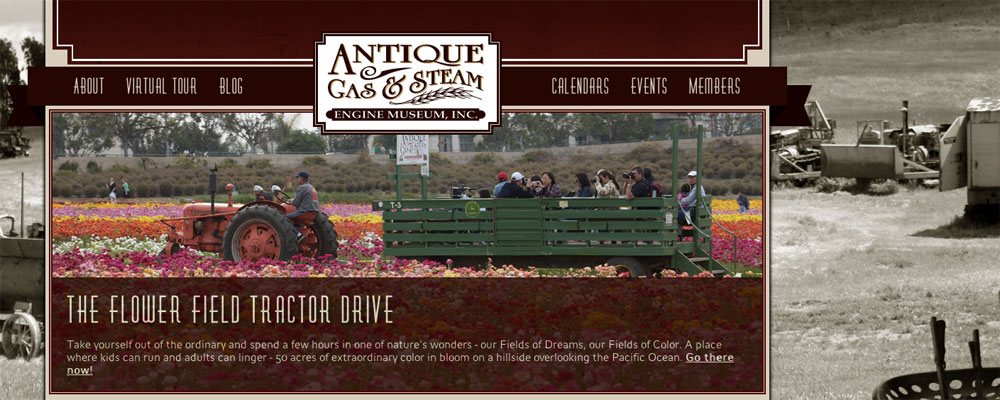 ANTIQUE
GAS & STEAM
ENGINE MUSEUM, INC.
ABOUT VIRTUAL TOUR BLOG CALENDARS EVENTS MEMBERS
T-3
THE FLOWER FIELD TRACTOR DRIVE
Take yourself out of the ordinary and spend a few hours in one of nature's wonders - our Fields of Dreams, our Fields of Color. A place
where kids can run and adults can linger - 50 acres of extraordinary color in bloom on a hillside overlooking the Pacific Ocean. Go there
now!